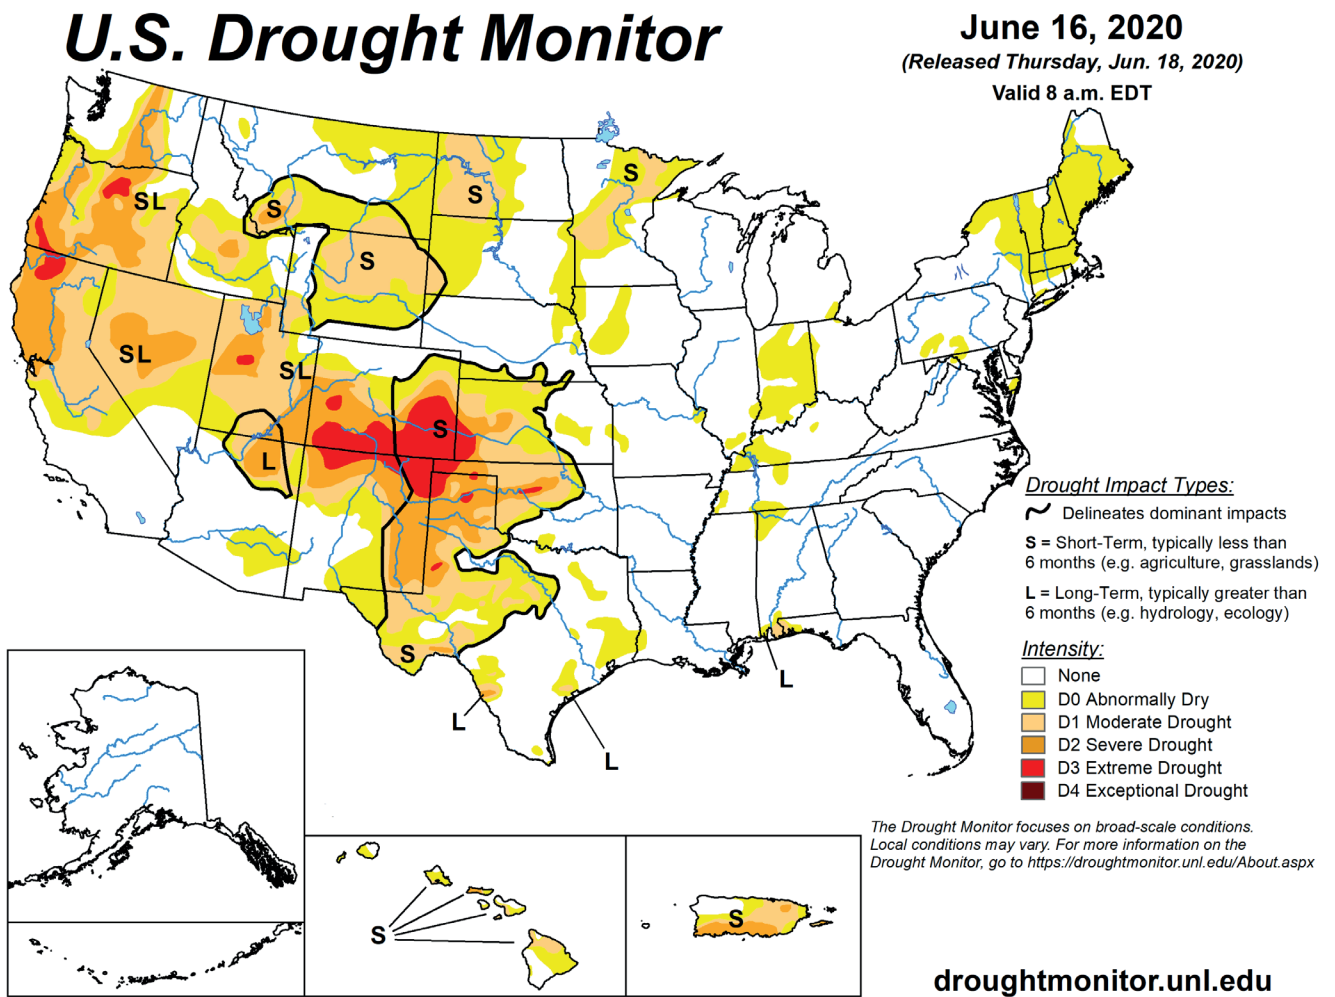 U.S. Drought Monitor
June 16, 2020
(Released Thursday, Jun. 18, 2020)
Valid 8 a.m. EDT
S
SL
S
S
S
SL
SL
S
L
S
L
L
L
Drought Impact Types:
Delineates dominant impacts
S = Short-Term, typically less than
6 months (e.g. agriculture, grasslands)
L = Long-Term, typically greater than
6 months (e.g. hydrology, ecology)
Intensity:
None
D0 Abnormally Dry
D1 Moderate Drought
D2 Severe Drought
D3 Extreme Drought
D4 Exceptional Drought
The Drought Monitor focuses on broad-scale conditions.
Local conditions may vary. For more information on the
Drought Monitor, go to https://droughtmonitor.unl.edu/About.aspx
S
S
droughtmonitor.unl.edu